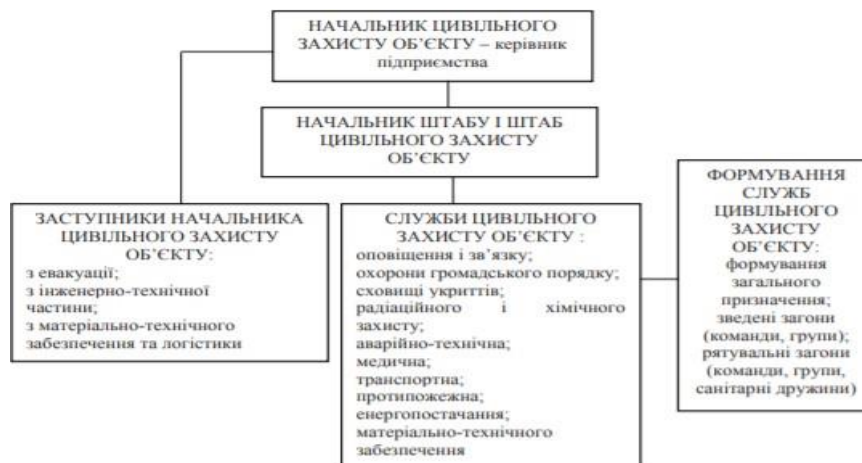 НАЧАЛЬНИК ЦИВІЛЬНОГО
ЗАХИСТУ ОБ’ЄКТУ – керівник
підприємства
НАЧАЛЬНИК ШТАБУ І ШТАБ
ЦИВІЛЬНОГО ЗАХИСТУ
ОБ’ЄКТУ
ЗАСТУПНИКИ НАЧАЛЬНИКА
ЦИВІЛЬНОГО ЗАХИСТУ
ОБ’ЄКТУ:
з евакуації;
з інженерно-технічної
частини;
з матеріально-технічного
забезпечення та логістики
СЛУЖБИ ЦИВІЛЬНОГО
ЗАХИСТУ ОБ’ЄКТУ :
оповіщення і зв’язку;
охорони громадського порядку;
сховищі укриттів;
радіаційного і хімічного
захисту;
аварійно-технічна;
медична;
транспортна;
протипожежна;
енергопостачання;
матеріально-технічного
забезпечення
ФОРМУВАННЯ
СЛУЖБ
ЦИВІЛЬНОГО
ЗАХИСТУ
ОБ’ЄКТУ:
формування
загального
призначення;
зведені загони
(команди, групи);
рятувальні загони
(команди, групи,
санітарні дружини)